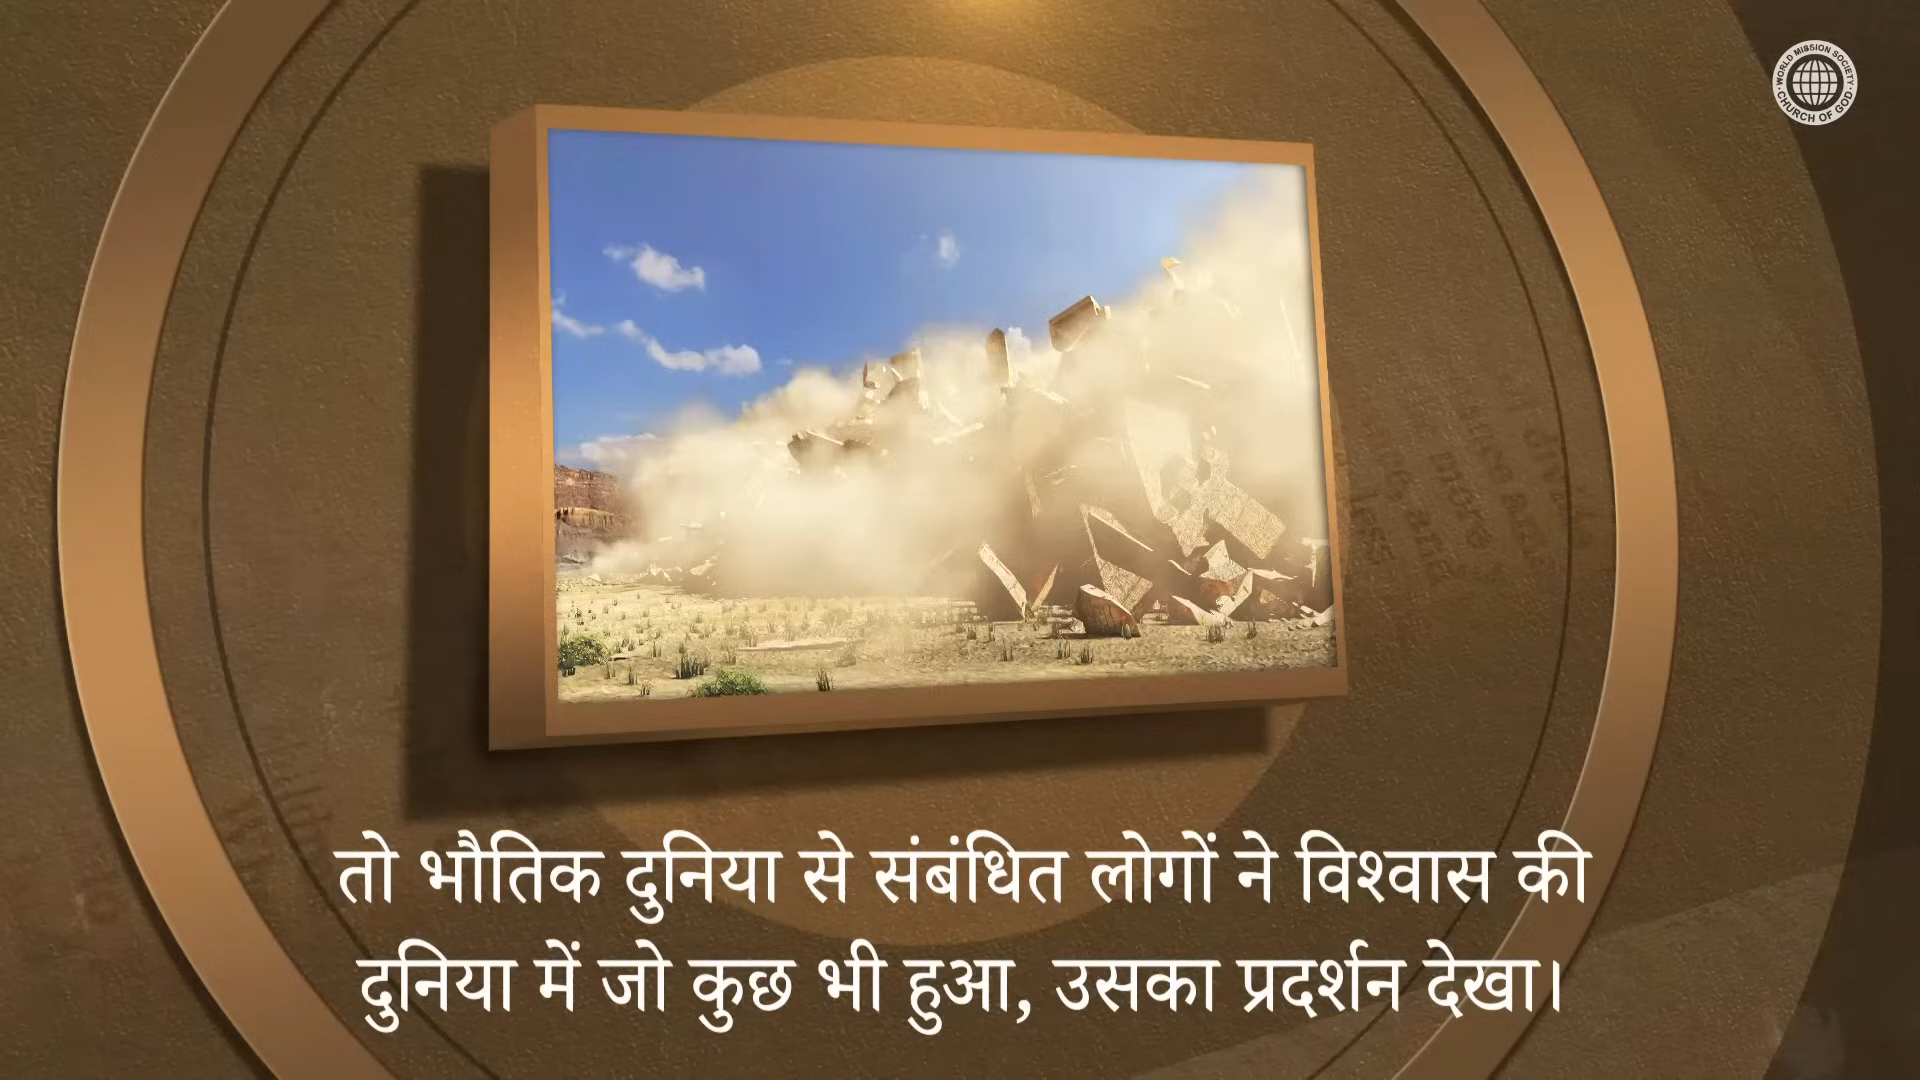 WORLD MISSION SOCIETY
CHURCH OF GOD
तो भौतिक दुनिया से संबंधित लोगों ने विश्वास की
दुनिया में जो कुछ भी हुआ, उसका प्रदर्शन देखा।